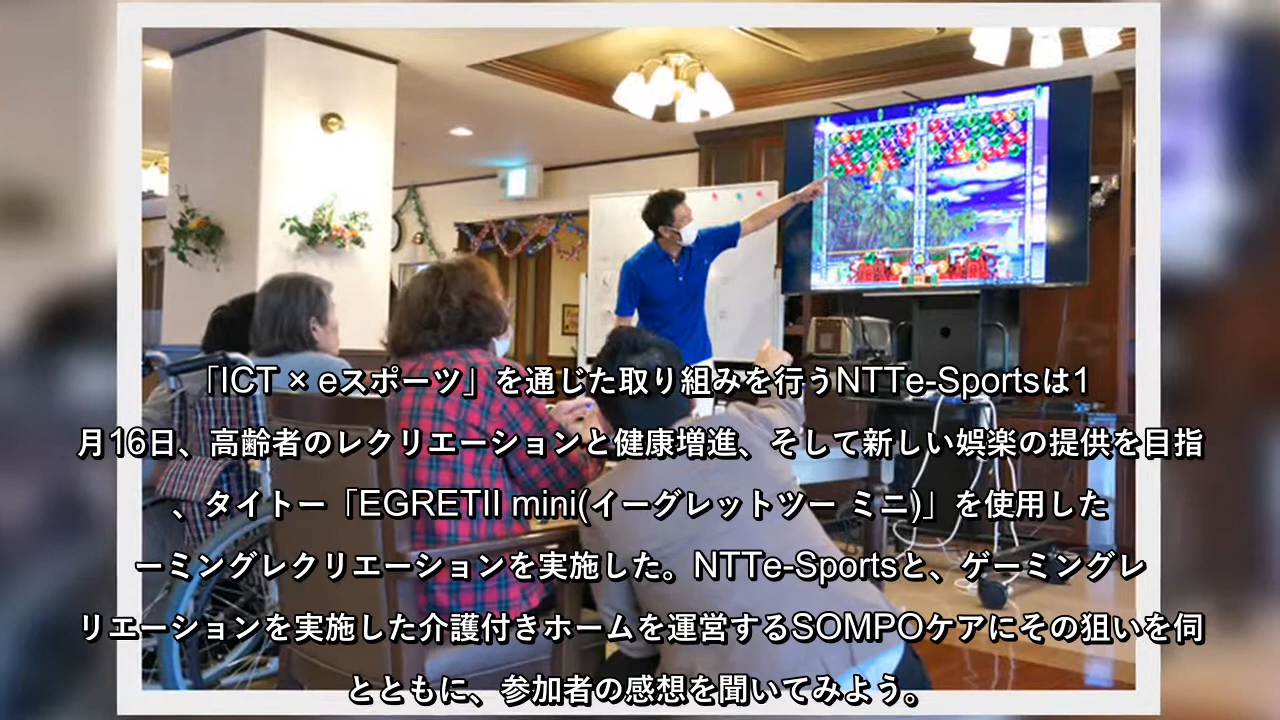 「ICT × eスポーツ」を通じた取り組みを行うNTTe-Sportsは1
月16日、高齢者のレクリエーションと健康増進、そして新しい娯楽の提供を目指
、タイトー「EGRETII mini(イーグレットツー ミニ)」を使用した
ーミングレクリエーションを実施した。NTTe-Sportsと、ゲーミングレ
リエーションを実施した介護付きホームを運営するSOMPOケアにその狙いを伺
とともに、参加者の感想を聞いてみよう。